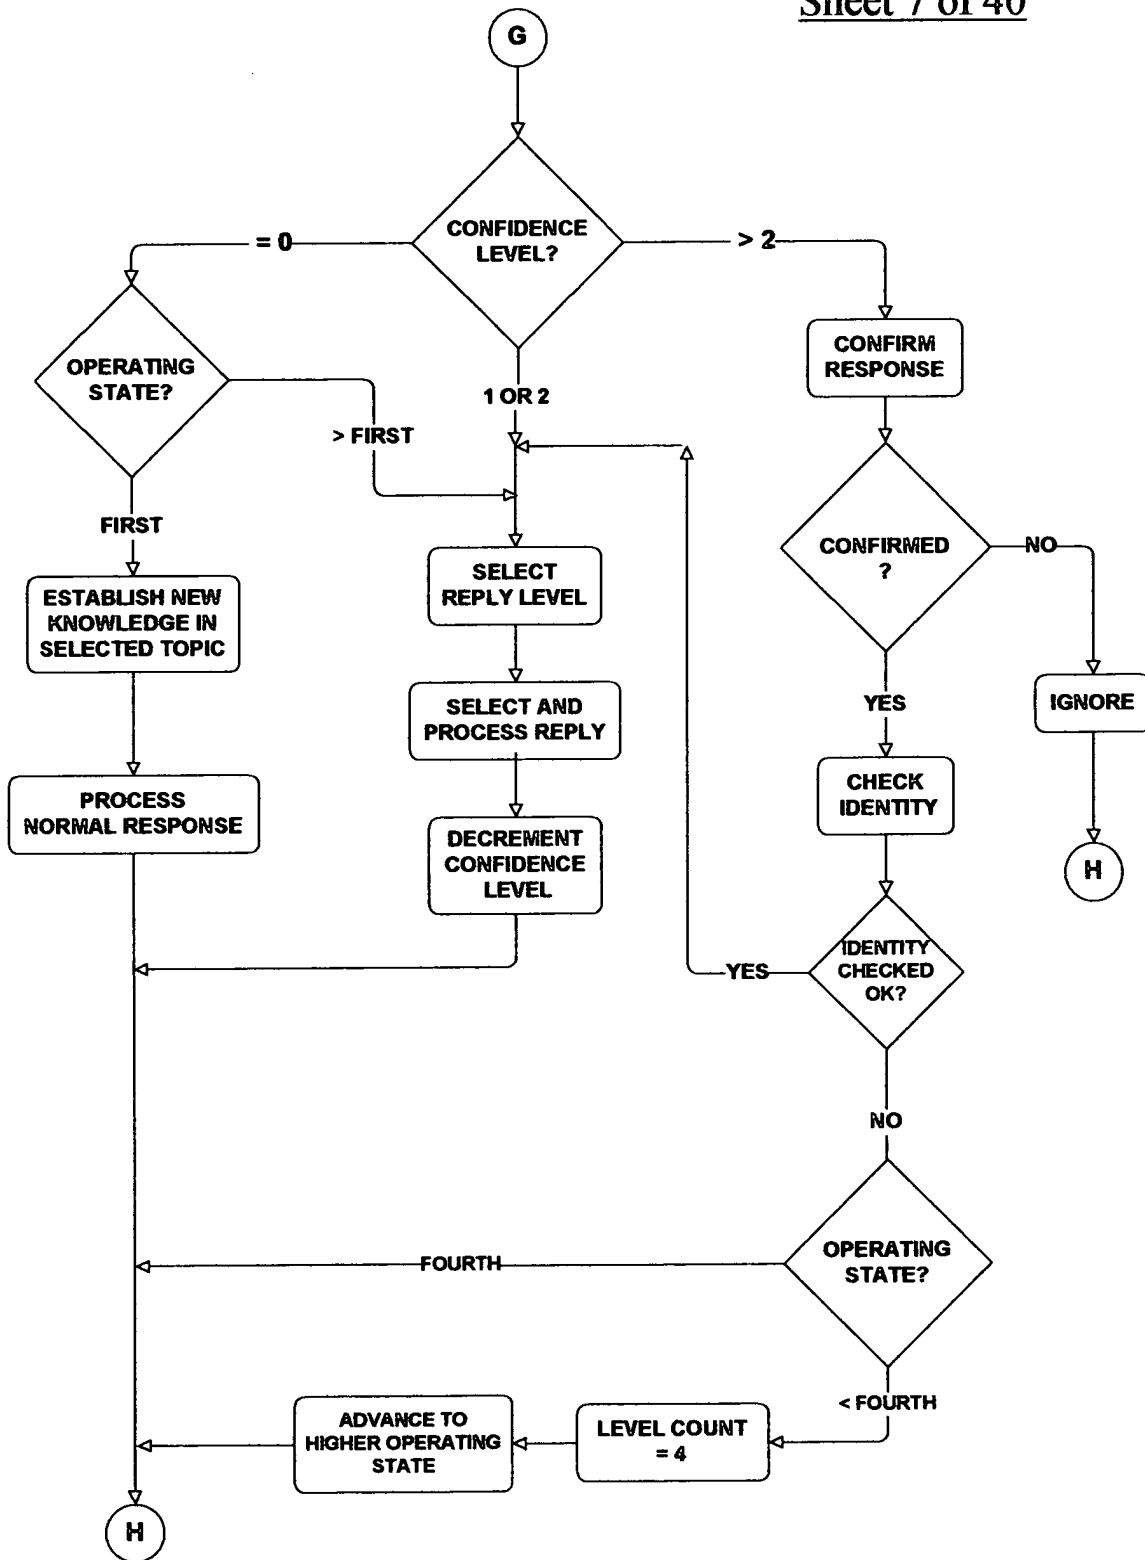 Sheet 7 of 40
G
CONFIDENCE
LEVEL?
= 0
> 2
OPERATING
STATE?
1 OR 2
> FIRST
FIRST
CONFIRM
RESPONSE
CONFIRMED
?
NO
YES
IGNORE
H
ESTABLISH NEW
KNOWLEDGE IN
SELECTED TOPIC
PROCESS
NORMAL RESPONSE
SELECT
REPLY LEVEL
SELECT AND
PROCESS REPLY
DECREMENT
CONFIDENCE
LEVEL
CHECK
IDENTITY
IDENTITY
CHECKED
OK?
YES
NO
OPERATING
STATE?
FOURTH
< FOURTH
LEVEL COUNT
= 4
ADVANCE TO
HIGHER OPERATING
STATE
H